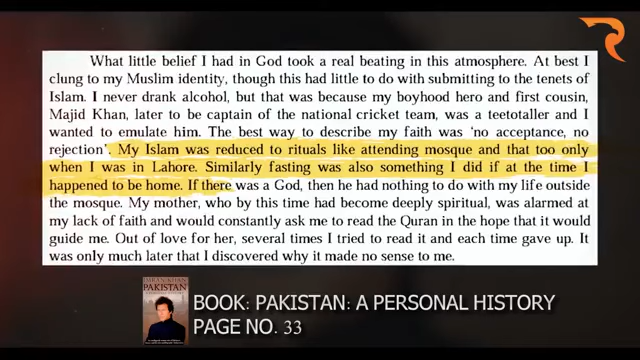 What little belief I had in God took a real beating in this atmosphere. At best I
clung to my Muslim identity, though this had little to do with submitting to the tenets of
Islam. I never drank alcohol, but that was because my boyhood hero and first cousin,
Majid Khan, later to be captain of the national cricket team, was a teetotaller and I
wanted to emulate him. The best way to describe my faith was 'no acceptance, no
rejection'. My Islam was reduced to rituals like attending mosque and that too only
when I was in Lahore. Similarly fasting was also something I did if at the time I
happened to be home. If there was a God, then he had nothing to do with my life outside
the mosque. My mother, who by this time had become deeply spiritual, was alarmed at
my lack of faith and would constantly ask me to read the Quran in the hope that it would
guide me. Out of love for her, several times I tried to read it and each time gave up. It
was only much later that I discovered why it made no sense to me.
IMRAN KHAN
PAKISTAN
BOOK: PAKISTAN: A PERSONAL HISTORY
PAGE NO. 33